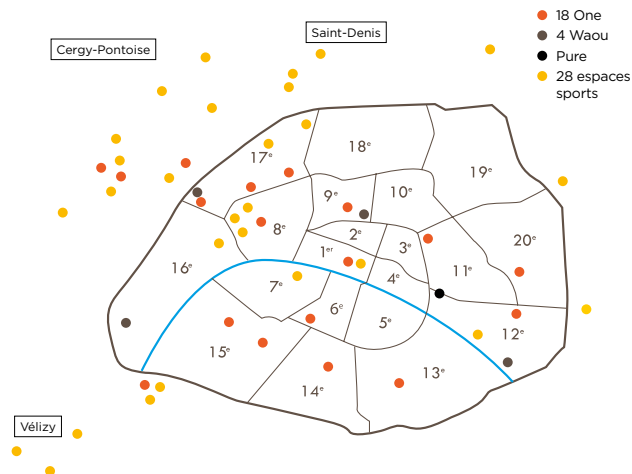 Saint-Denis
Cergy-Pontoise
18 One
4 Waou
Pure
28 espaces
sports
17e
18e
19e
9e
10e
8e
2e
3e
20e
1er
16e
11e
4e
7e
6e
5e
12e
15e
14e
13e
Vélizy